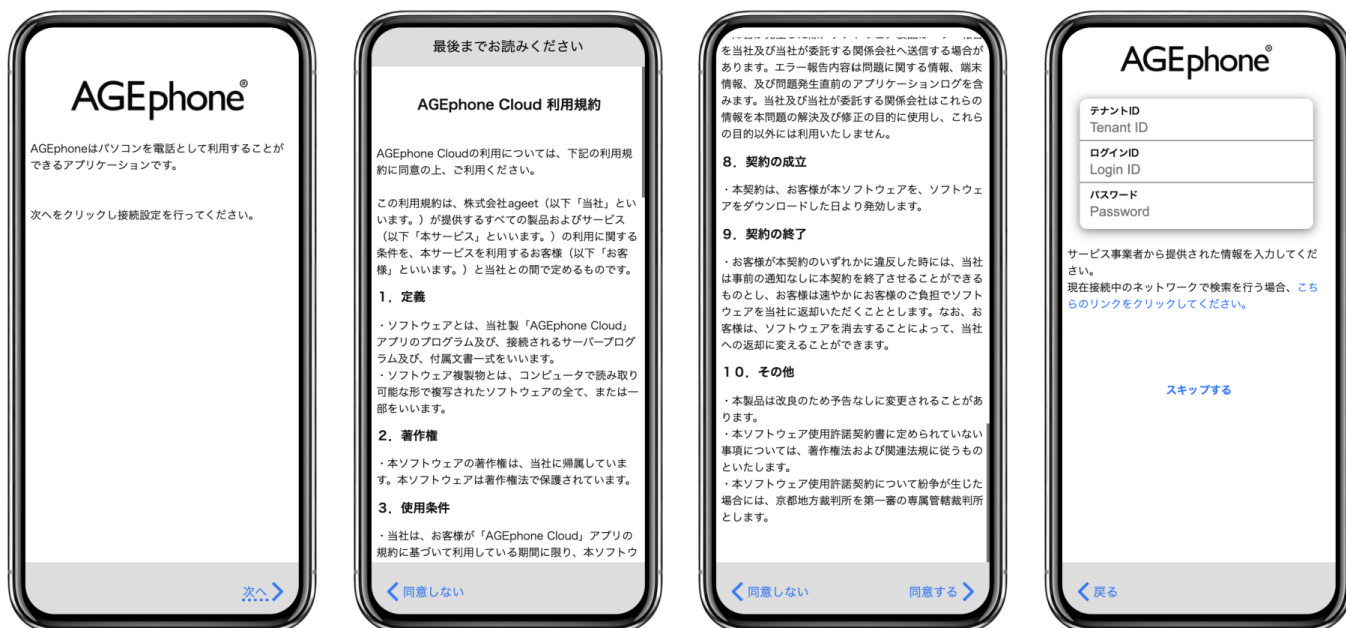 AGEphone®
AGEphoneはパソコンを電話として利用することが
できるアプリケーションです。
次へをクリックし接続設定を行ってください。
次へ
最後までお読みください
AGEphone Cloud 利用規約
AGEphone Cloudの利用については、下記の利用規
約に同意の上、ご利用ください。
この利用規約は、株式会社ageet（以下「当社」とい
います。）が提供するすべての製品およびサービス
（以下「本サービス」といいます。）の利用に関する
条件を、本サービスを利用するお客様（以下「お客
様」といいます。）と当社との間で定めるものです。
1．定義
・ソフトウェアとは、当社製「AGEphone Cloud」
アプリのプログラム及び、接続されるサーバープログ
ラム及び、付属文書一式をいいます。
・ソフトウェア複製物とは、コンピュータで読み取り
可能な形で複写されたソフトウェアの全て、または一
部をいいます。
2．著作権
・本ソフトウェアの著作権は、当社に帰属していま
す。本ソフトウェアは著作権法で保護されています。
3．使用条件
・当社は、お客様が「AGEphone Cloud」アプリの
規約に基づいて利用している期間に限り、本ソフトウ
同意しない
を当社及び当社が委託する関係会社へ送信する場合が
あります。エラー報告内容は問題に関する情報、端末
情報、及び問題発生直前のアプリケーションログを含
みます。当社及び当社が委託する関係会社はこれらの
情報を本問題の解決及び修正の目的に使用し、これら
の目的以外には利用いたしません。
8．契約の成立
・本契約は、お客様が本ソフトウェアを、ソフトウェ
アをダウンロードした日より発効します。
9．契約の終了
・お客様が本契約のいずれかに違反した時には、当社
は事前の通知なしに本契約を終了させることができる
ものとし、お客様は速やかにお客様のご負担でソフト
ウェアを当社に返却いただくこととします。なお、お
客様は、ソフトウェアを消去することによって、当社
への返却に変えることができます。
10．その他
・本製品は改良のため予告なしに変更されることがあ
ります。
・本ソフトウェア使用許諾契約書に定められていない
事項については、著作権法および関連法規に従うもの
といたします。
・本ソフトウェア使用許諾契約について紛争が生じた
場合には、京都地方裁判所を第一審の専属管轄裁判所
とします。
同意しない
同意する
AGEphone®
テナントID
Tenant ID
ログインID
Login ID
パスワード
Password
サービス事業者から提供された情報を入力してくだ
さい。
現在接続中のネットワークで検索を行う場合、こち
らのリンクをクリックしてください。
スキップする
戻る